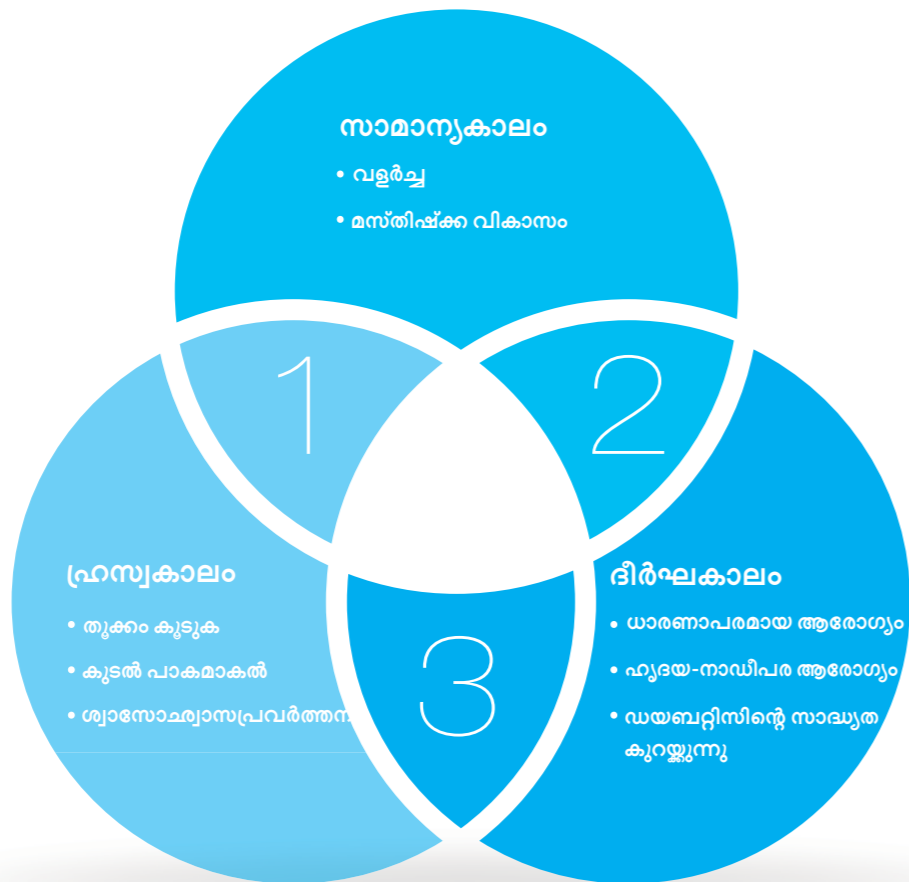 സാമാന്യകാലം
• വളർച്ച
• മസ്തിഷ്ക്ക വികാസം
1
2
ഹ്രസ്വകാലം
• തൂക്കം കൂടുക
• കുടൽ പാകമാകൽ
• ശ്വാസോഛ്വാസപ്രവർത്തന
3
ദീർഘകാലം
• ധാരണാപരമായ ആരോഗ്യം
• ഹൃദയ-നാഡീപര ആരോഗ്യം
• ഡയബറ്റിസിന്റെ സാദ്ധ്യത
കുറയ്ക്കുന്നു